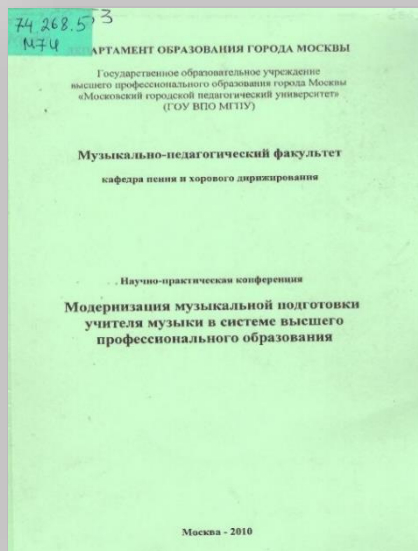 74.268.53
М74
ДЕПАРТАМЕНТ ОБРАЗОВАНИЯ ГОРОДА МОСКВЫ
Государственное образовательное учреждение
высшего профессионального образования города Москвы
«Московский городской педагогический университет»
(ГОУ ВПО МГПУ)
Музыкально-педагогический факультет
кафедра пения и хорового дирижирования
Научно-практическая конференция
Модернизация музыкальной подготовки
учителя музыки в системе высшего
профессионального образования
Москва - 2010